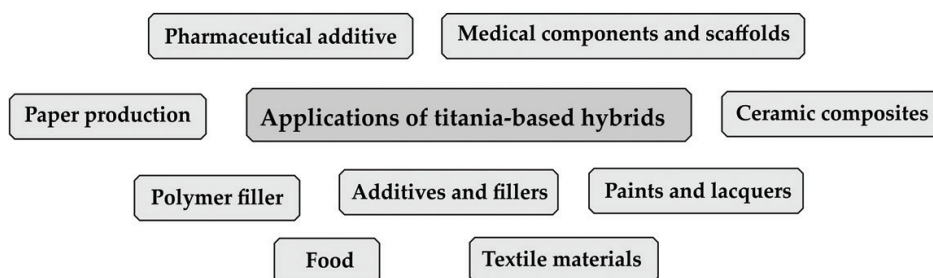 Pharmaceutical additive
Medical components and scaffolds
Paper production
Applications of titania-based hybrids
Ceramic composites
Polymer filler
Additives and fillers
Paints and lacquers
Food
Textile materials